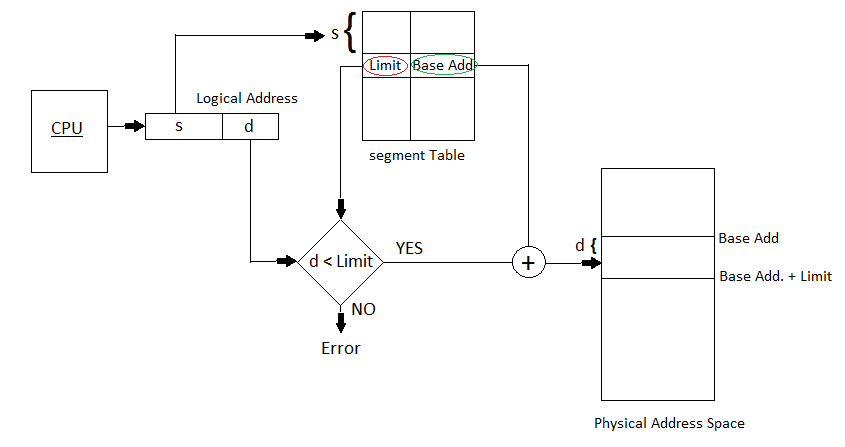 s {
Limit Base Add
Logical Address
CPU
s d
segment Table
d {
Base Add
YES
d < Limit
+
Base Add. + Limit
NO
Error
Physical Address Space